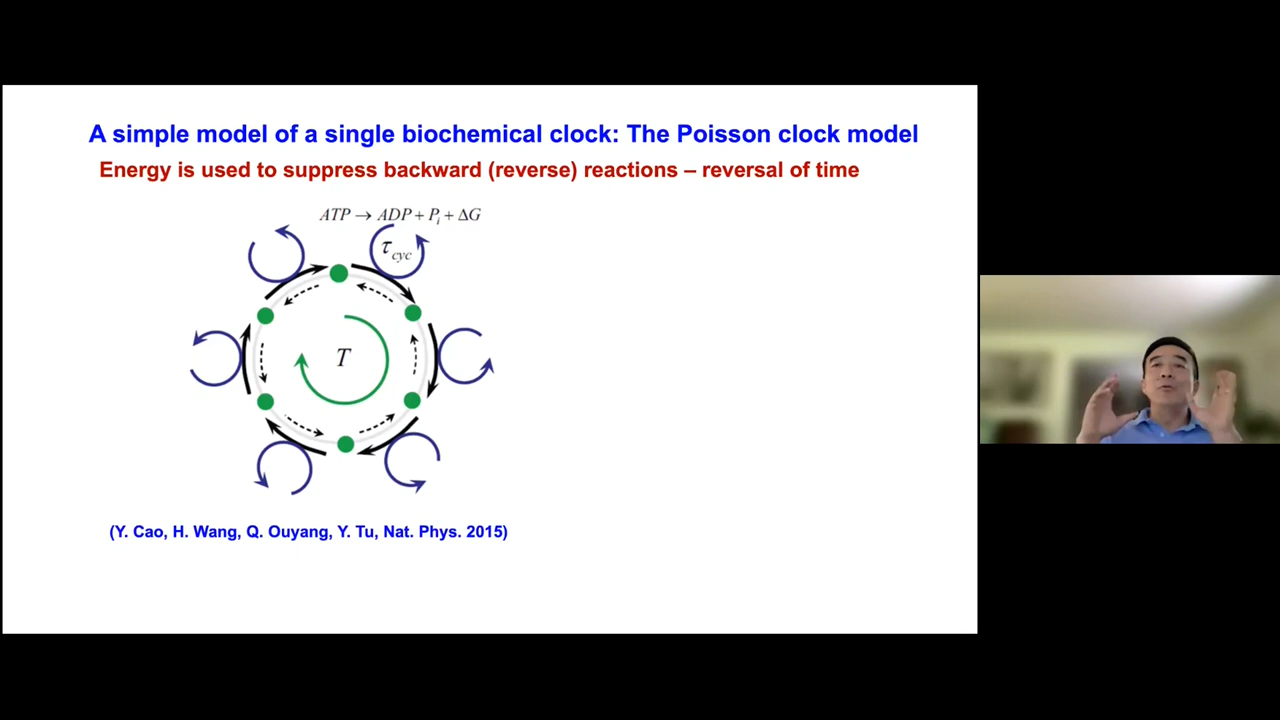 A simple model of a single biochemical clock: The Poisson clock model
Energy is used to suppress backward (reverse) reactions – reversal of time
ATP → ADP + Pᵢ + ΔG
τcyc
T
(Y. Cao, H. Wang, Q. Ouyang, Y. Tu, Nat. Phys. 2015)